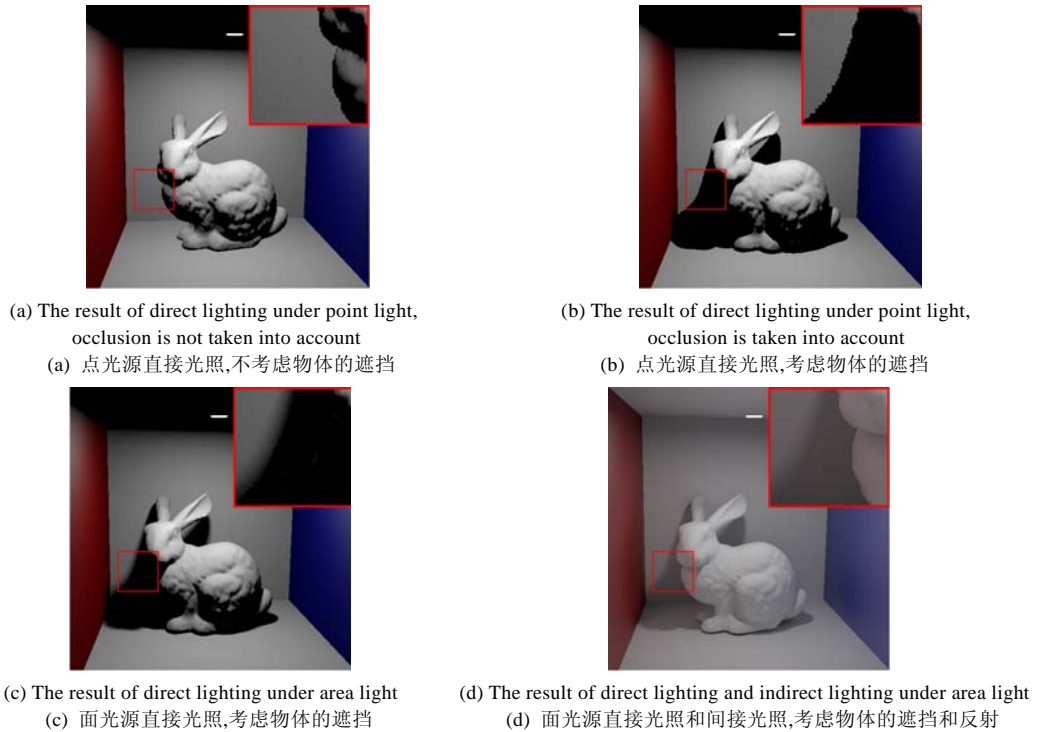 (a) The result of direct lighting under point light,
occlusion is not taken into account
(a) 点光源直接光照,不考虑物体的遮挡
(b) The result of direct lighting under point light,
occlusion is taken into account
(b) 点光源直接光照,考虑物体的遮挡
(c) The result of direct lighting under area light
(c) 面光源直接光照,考虑物体的遮挡
(d) The result of direct lighting and indirect lighting under area light
(d) 面光源直接光照和间接光照,考虑物体的遮挡和反射